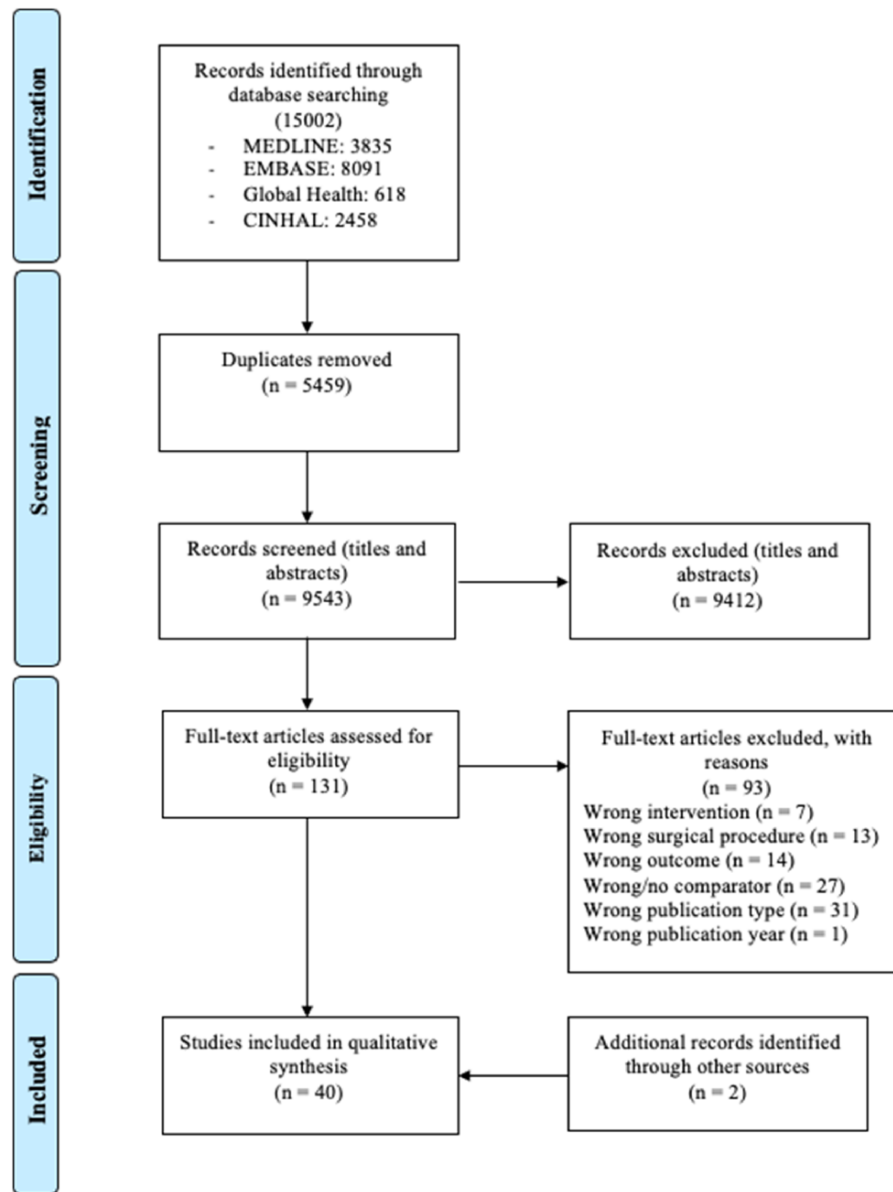 Identification
Records identified through
database searching
(15002)
- MEDLINE: 3835
- EMBASE: 8091
- Global Health: 618
- CINHAL: 2458
Screening
Duplicates removed
(n = 5459)
Records screened (titles and
abstracts)
(n = 9543)
Records excluded (titles and
abstracts)
(n = 9412)
Eligibility
Full-text articles assessed for
eligibility
(n = 131)
Full-text articles excluded, with
reasons
(n = 93)
Wrong intervention (n = 7)
Wrong surgical procedure (n = 13)
Wrong outcome (n = 14)
Wrong/no comparator (n = 27)
Wrong publication type (n = 31)
Wrong publication year (n = 1)
Included
Studies included in qualitative
synthesis
(n = 40)
Additional records identified
through other sources
(n = 2)